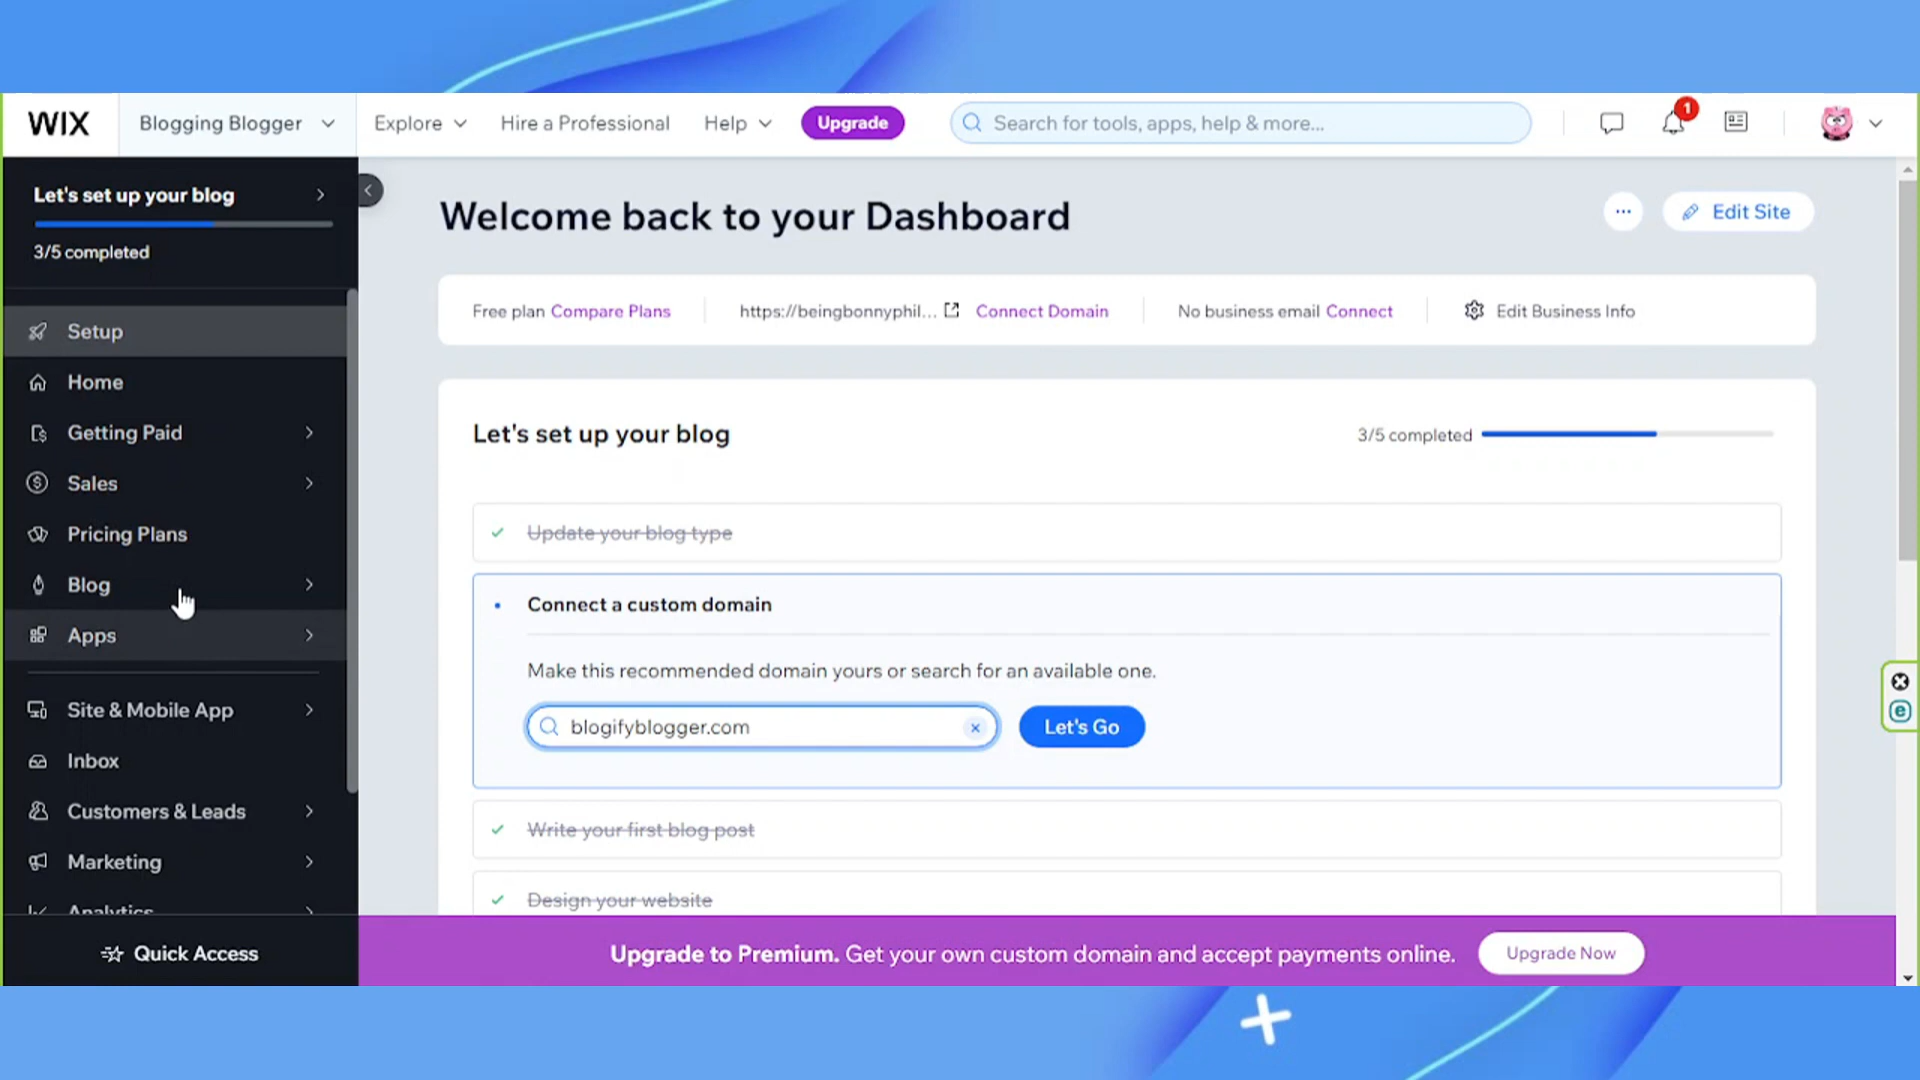 WIX
Blogging Blogger
Explore
Hire a Professional
Help
Upgrade
Search for tools, apps, help & more...
1
Let's set up your blog
3/5 completed
Setup
Home
Getting Paid
Sales
Pricing Plans
Blog
Apps
Site & Mobile App
Inbox
Customers & Leads
Marketing
Analytics
Quick Access
Welcome back to your Dashboard
...
Edit Site
Free plan Compare Plans
https://beingbonnyphil... Connect Domain
No business email Connect
Edit Business Info
Let's set up your blog
3/5 completed
Update your blog type
Connect a custom domain
Make this recommended domain yours or search for an available one.
blogifyblogger.com
Let's Go
Write your first blog post
Design your website
Upgrade to Premium. Get your own custom domain and accept payments online.
Upgrade Now